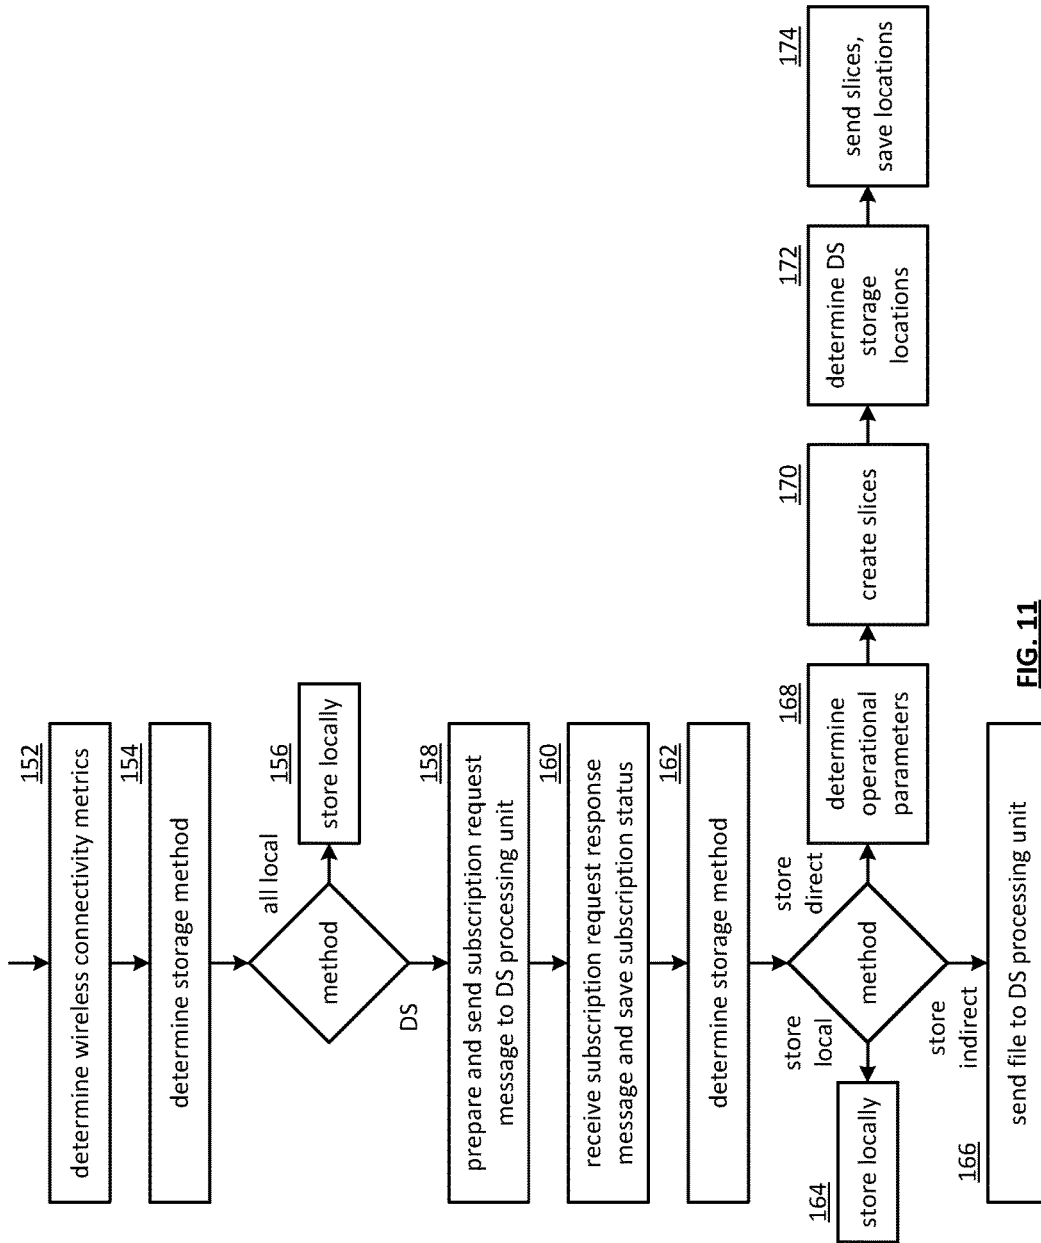 152
determine wireless connectivity metrics
154
determine storage method
method
all local
156
store locally
DS
158
prepare and send subscription request
message to DS processing unit
160
receive subscription request response
message and save subscription status
162
determine storage method
method
store
local
164
store locally
store
indirect
166
send file to DS processing unit
store
direct
168
determine
operational
parameters
170
create slices
172
determine DS
storage
locations
174
send slices,
save locations
FIG. 11